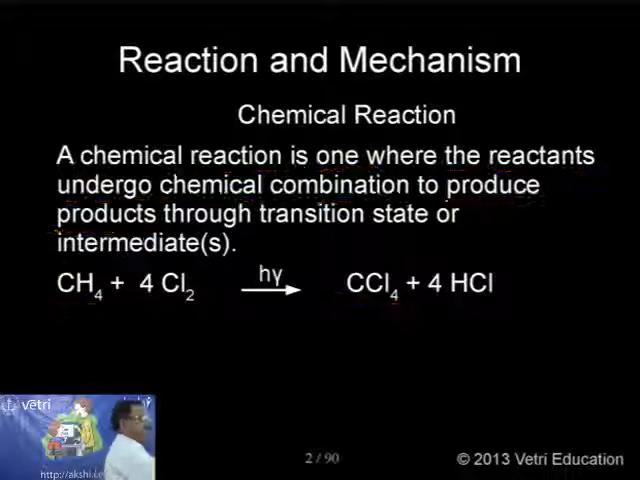 Reaction and Mechanism
Chemical Reaction
A chemical reaction is one where the reactants
undergo chemical combination to produce
products through transition state or
intermediate(s).
CH₄ + 4 Cl₂ hγ CCl₄ + 4 HCl
vetri
2 / 90
© 2013 Vetri Education